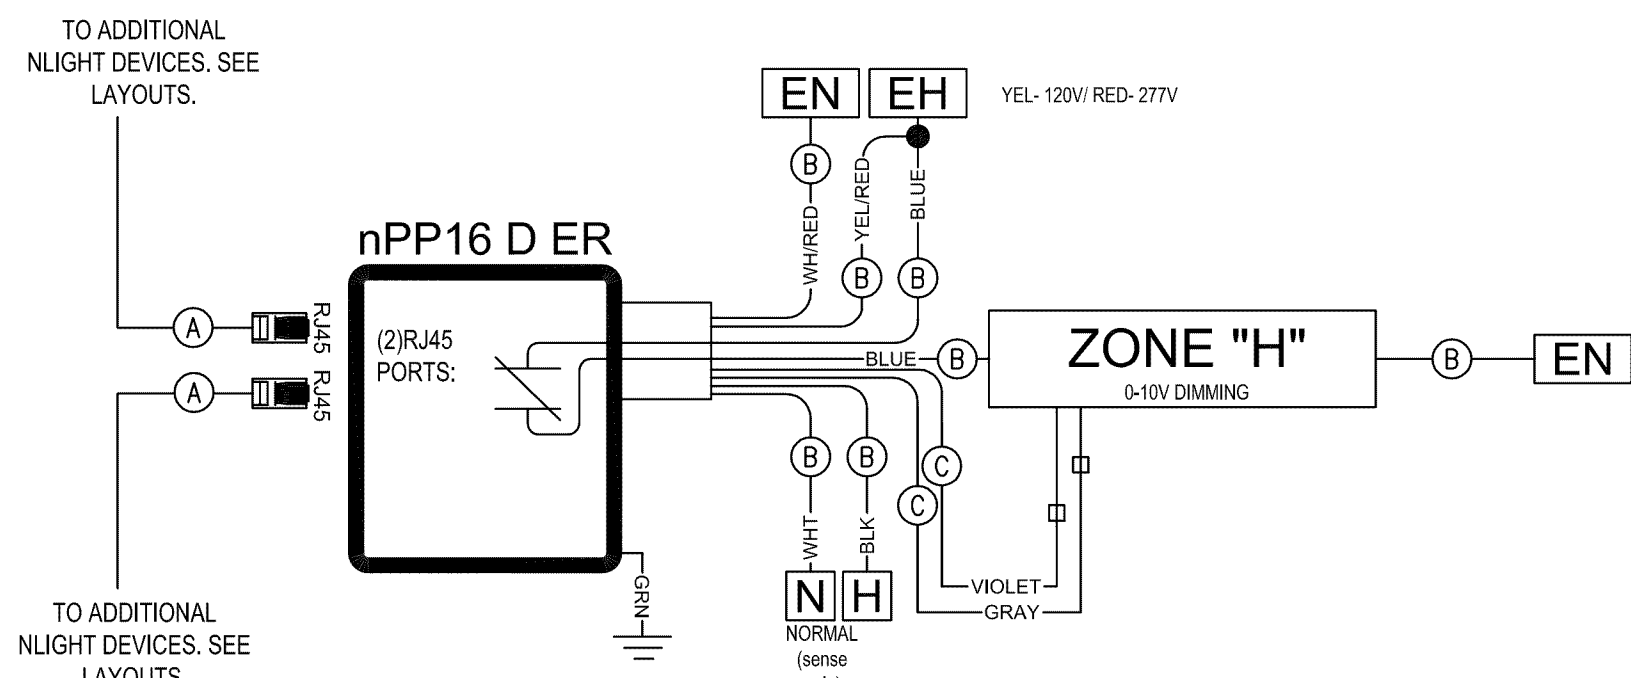 TO ADDITIONAL
NLIGHT DEVICES. SEE
LAYOUTS.
EN
EH
YEL- 120V/ RED- 277V
B
WH/RED
YEL/RED
BLUE
B
B
nPP16 D ER
A
RJ45
(2)RJ45
PORTS:
A
RJ45
BLUE
B
ZONE "H"
0-10V DIMMING
B
EN
B
B
C
C
WHT
BLK
GRN
VIOLET
GRAY
N
H
NORMAL
(sense
TO ADDITIONAL
NLIGHT DEVICES. SEE
LAYOUTS.